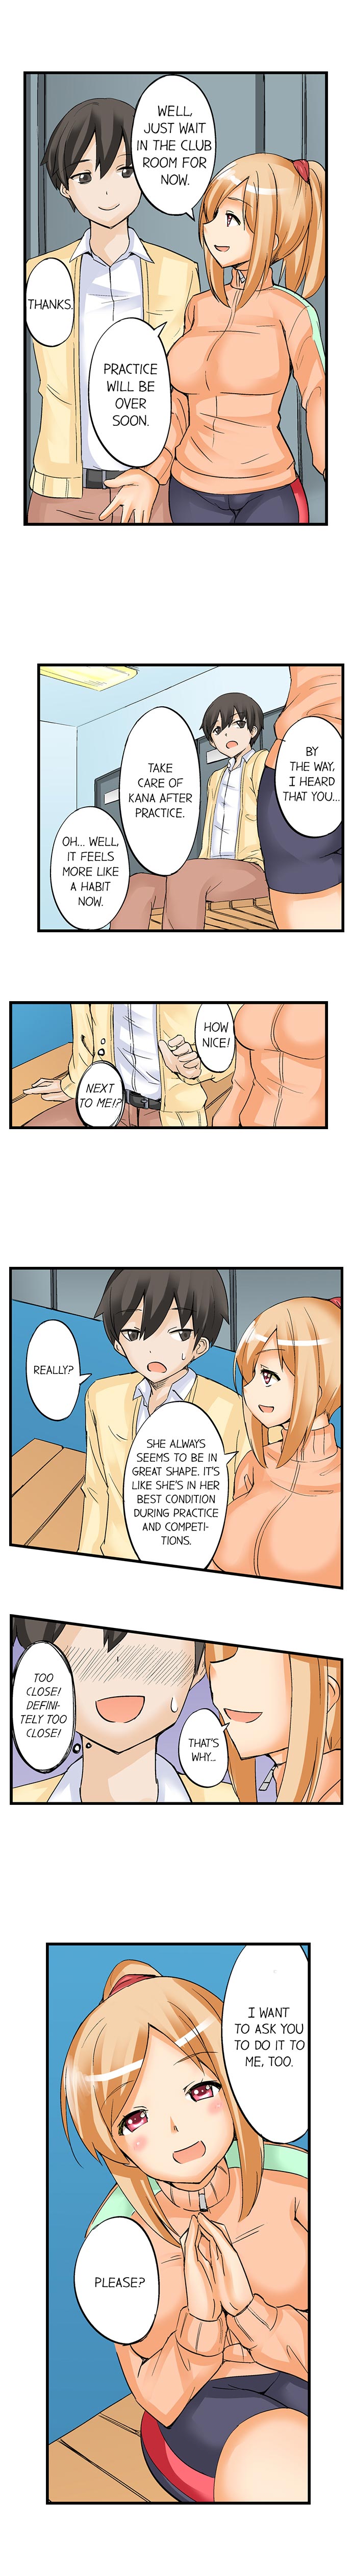 WELL,
JUST WAIT
IN THE CLUB
ROOM FOR
NOW.
THANKS.
PRACTICE
WILL BE
OVER
SOON.
BY
THE WAY,
I HEARD
THAT YOU...
TAKE
CARE OF
KANA AFTER
PRACTICE.
OH... WELL,
IT FEELS
MORE LIKE
A HABIT
NOW.
HOW
NICE!
NEXT
TO ME!?
REALLY?
SHE ALWAYS
SEEMS TO BE IN
GREAT SHAPE. IT'S
LIKE SHE'S IN HER
BEST CONDITION
DURING PRACTICE
AND COMPETI-
TIONS.
TOO
CLOSE!
DEFINI-
TELY TOO
CLOSE!
THAT'S
WHY...
I WANT
TO ASK YOU
TO DO IT TO
ME, TOO.
PLEASE?